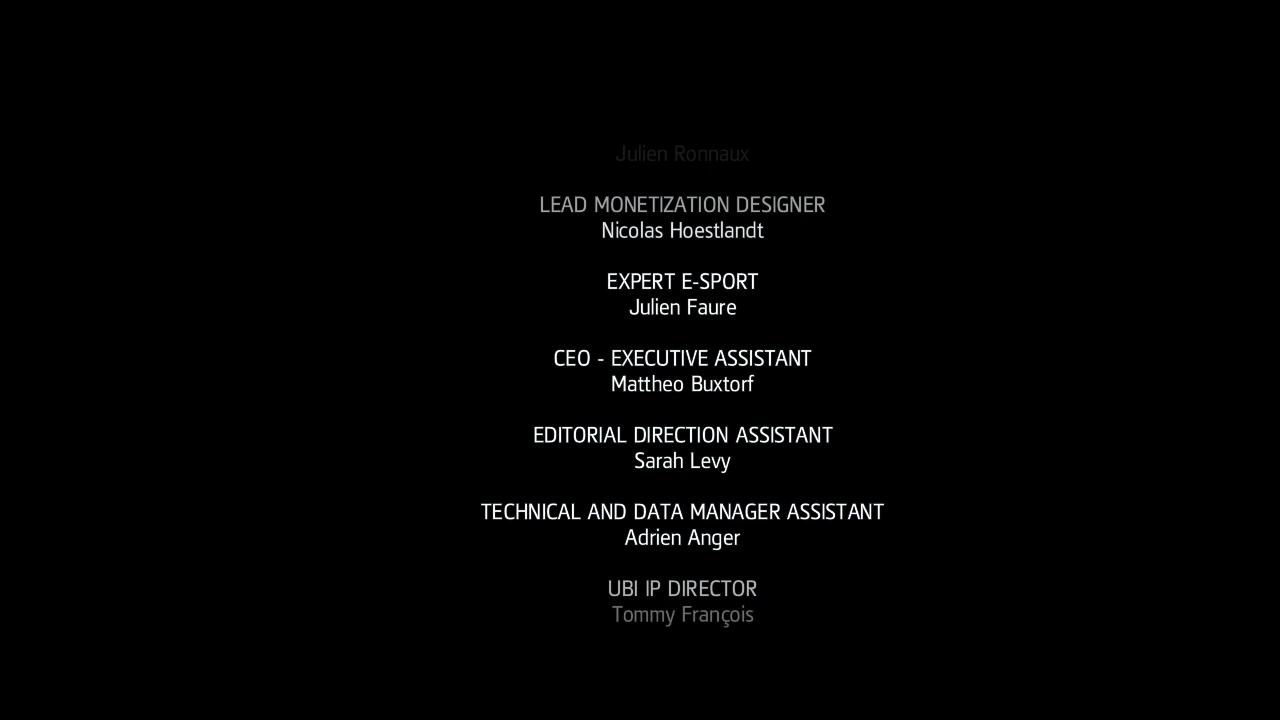 Julien Ronnaux
LEAD MONETIZATION DESIGNER
Nicolas Hoestlandt
EXPERT E-SPORT
Julien Faure
CEO - EXECUTIVE ASSISTANT
Mattheo Buxtorf
EDITORIAL DIRECTION ASSISTANT
Sarah Levy
TECHNICAL AND DATA MANAGER ASSISTANT
Adrien Anger
UBI IP DIRECTOR
Tommy François